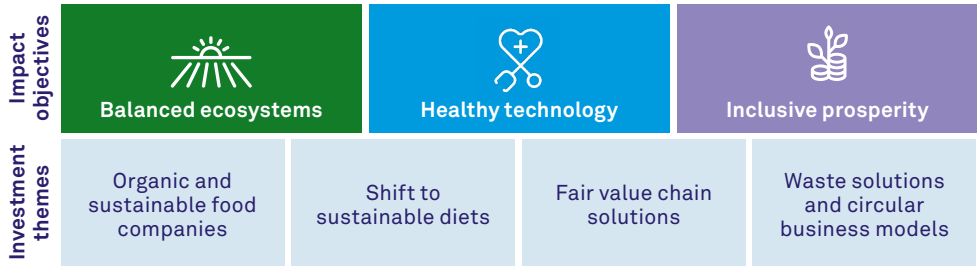 Impact
objectives
Balanced ecosystems
Healthy technology
Inclusive prosperity
Investment
themes
Organic and
sustainable food
companies
Shift to
sustainable diets
Fair value chain
solutions
Waste solutions
and circular
business models